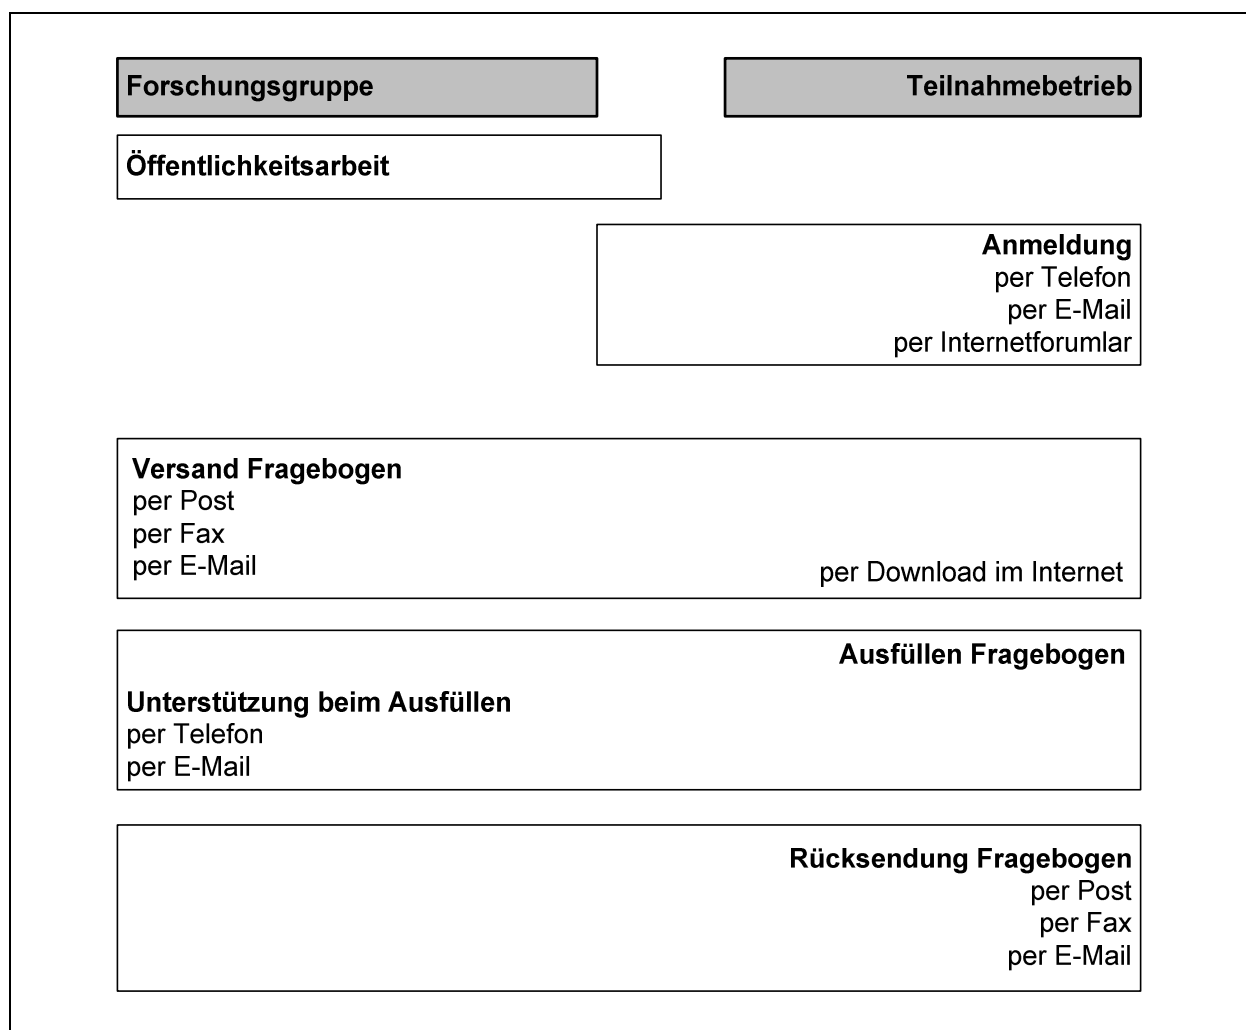 Forschungsgruppe
Teilnahmebetrieb
Öffentlichkeitsarbeit
Anmeldung
per Telefon
per E-Mail
per Internetforumlar
Versand Fragebogen
per Post
per Fax
per E-Mail
per Download im Internet
Ausfüllen Fragebogen
Unterstützung beim Ausfüllen
per Telefon
per E-Mail
Rücksendung Fragebogen
per Post
per Fax
per E-Mail